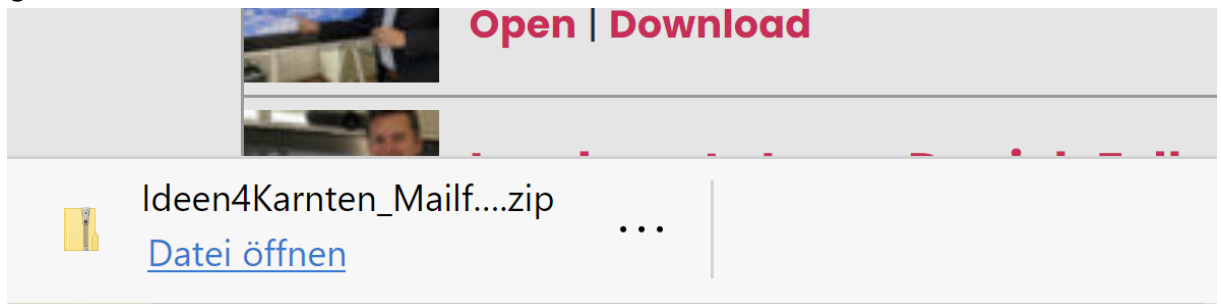 Open | Download
Ideen4Karnten_Mailf....zip
...
Datei öffnen